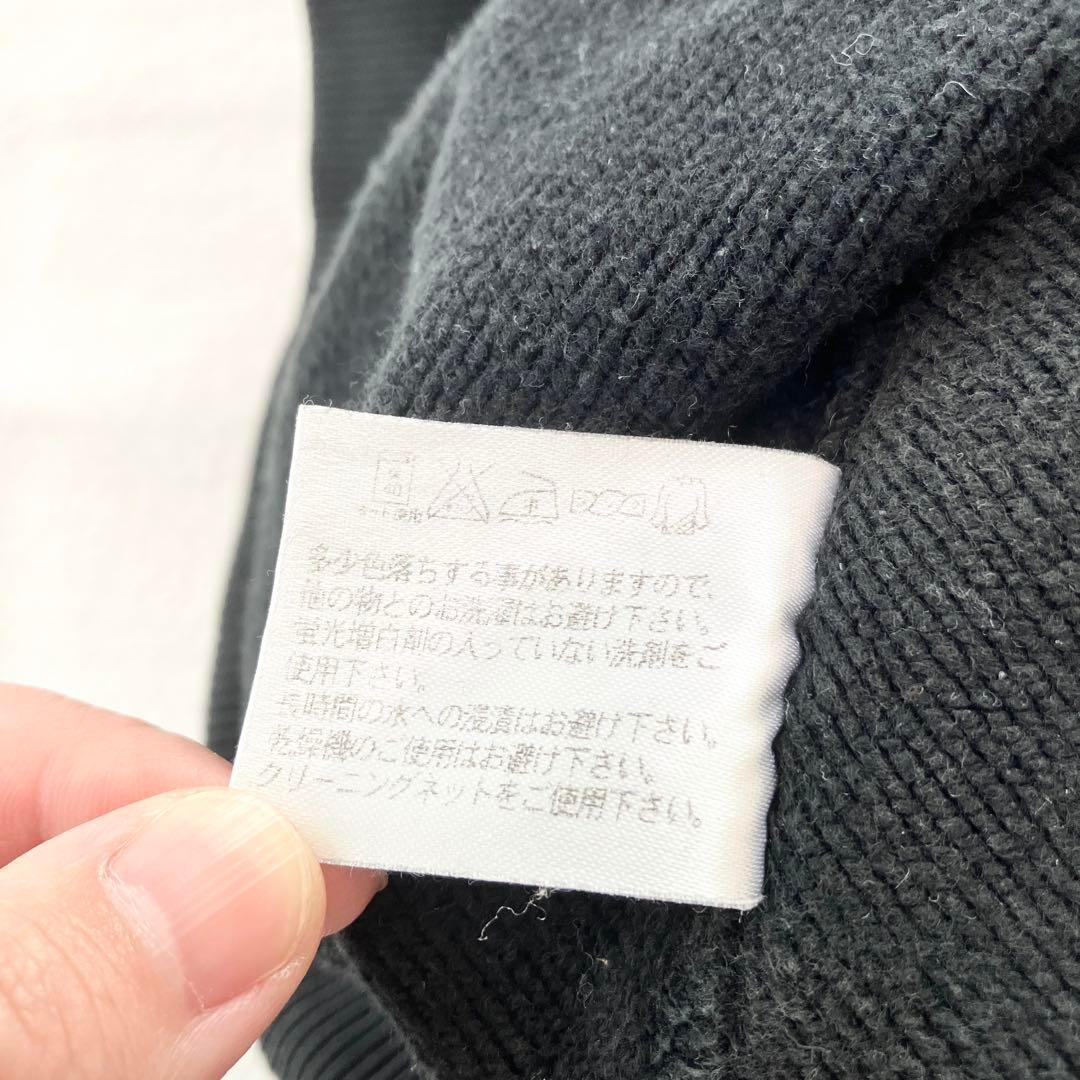 ネット使用
多少色落ちする事がありますので、
他の物とのお洗濯はお避け下さい。
蛍光増白剤の入っていない洗剤をご
使用下さい。
長時間の水への浸漬はお避け下さい。
乾燥機のご使用はお避け下さい。
クリーニングネットをご使用下さい。